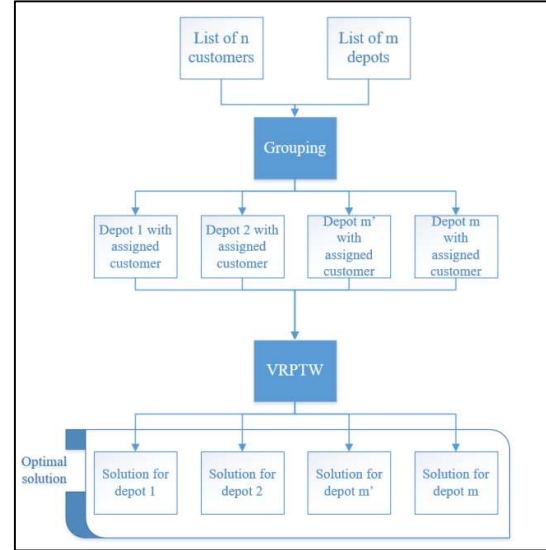 List of n
customers
List of m
depots
Grouping
Depot 1 with
assigned
customer
Depot 2 with
assigned
customer
Depot m’
with
assigned
customer
Depot m
with
assigned
customer
VRPTW
Optimal
solution
Solution for
depot 1
Solution for
depot 2
Solution for
depot m’
Solution for
depot m